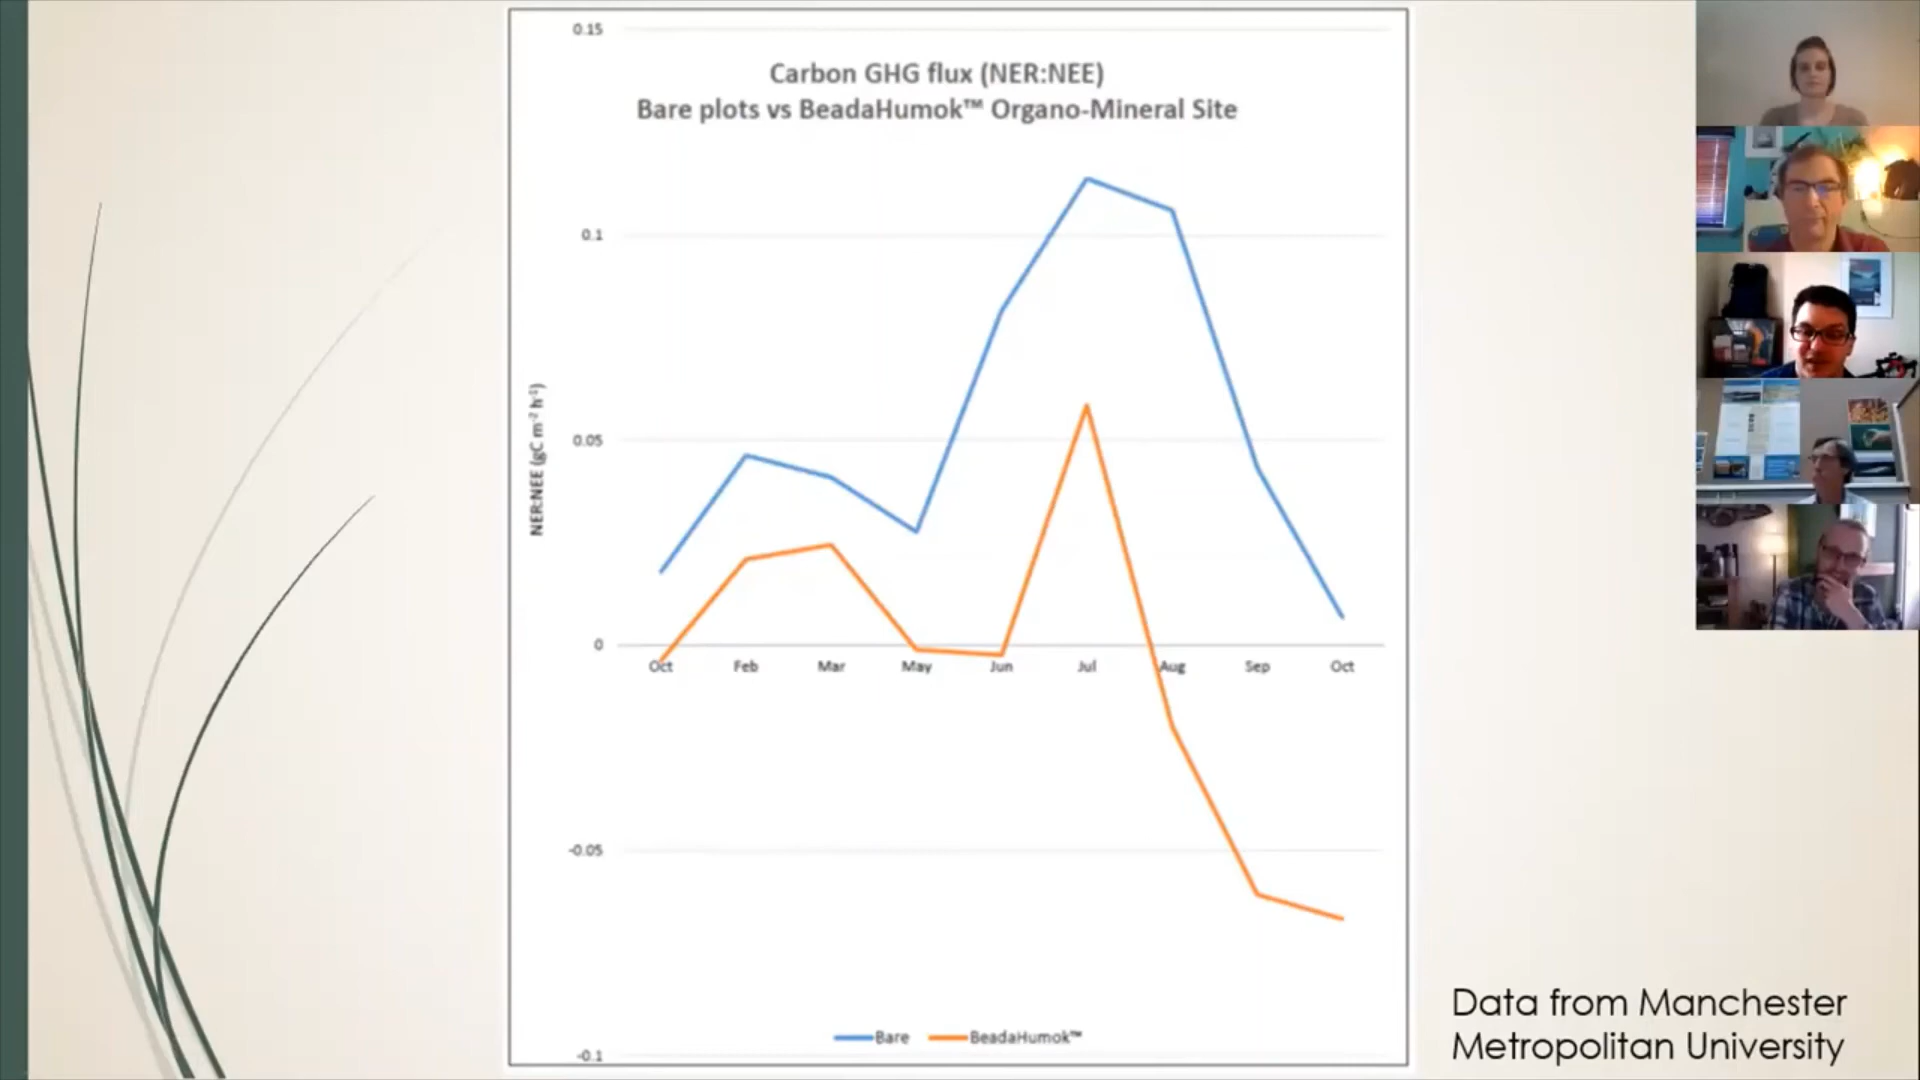 0.15
Carbon GHG flux (NER:NEE)
Bare plots vs BeadaHumok™ Organo-Mineral Site
0.1
0.05
NER:NEE (gC m⁻² h⁻¹)
0
Oct Feb Mar May Jun Jul Aug Sep Oct
-0.05
Bare BeadaHumok™
-0.1
Data from Manchester
Metropolitan University